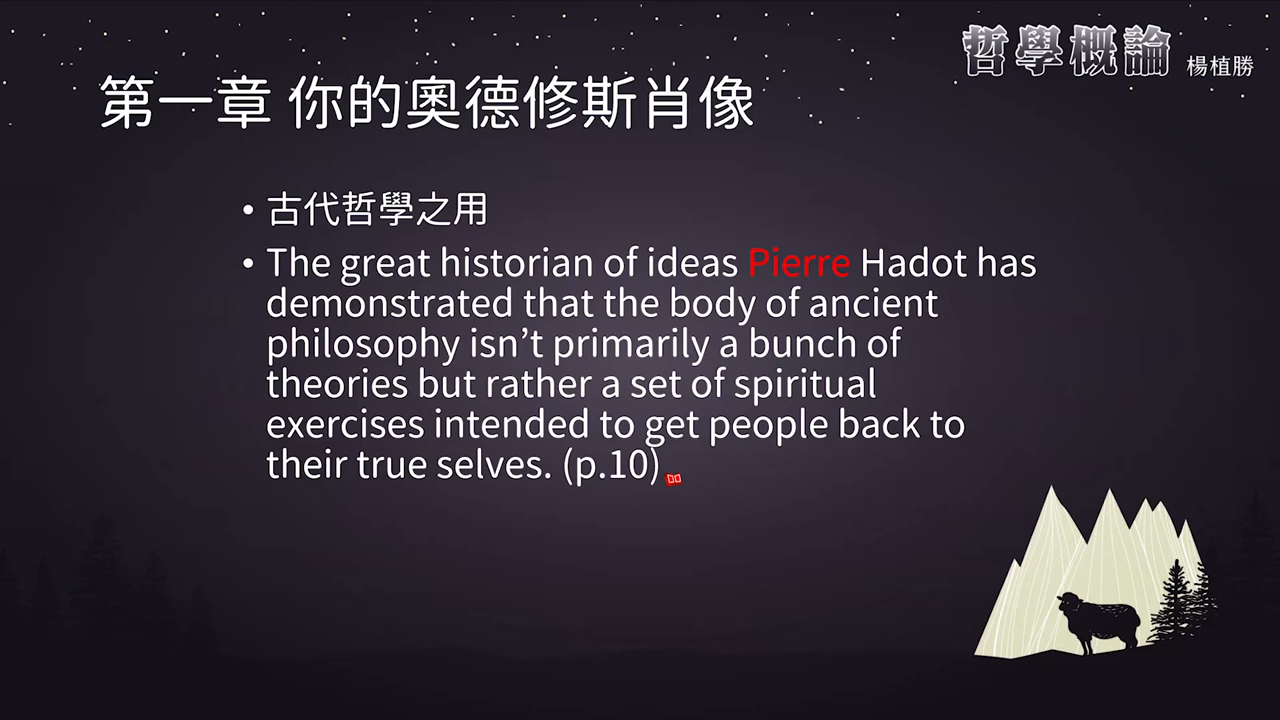 哲學概論 楊植勝
第一章 你的奧德修斯肖像
• 古代哲學之用
• The great historian of ideas Pierre Hadot has
demonstrated that the body of ancient
philosophy isn’t primarily a bunch of
theories but rather a set of spiritual
exercises intended to get people back to
their true selves. (p.10)